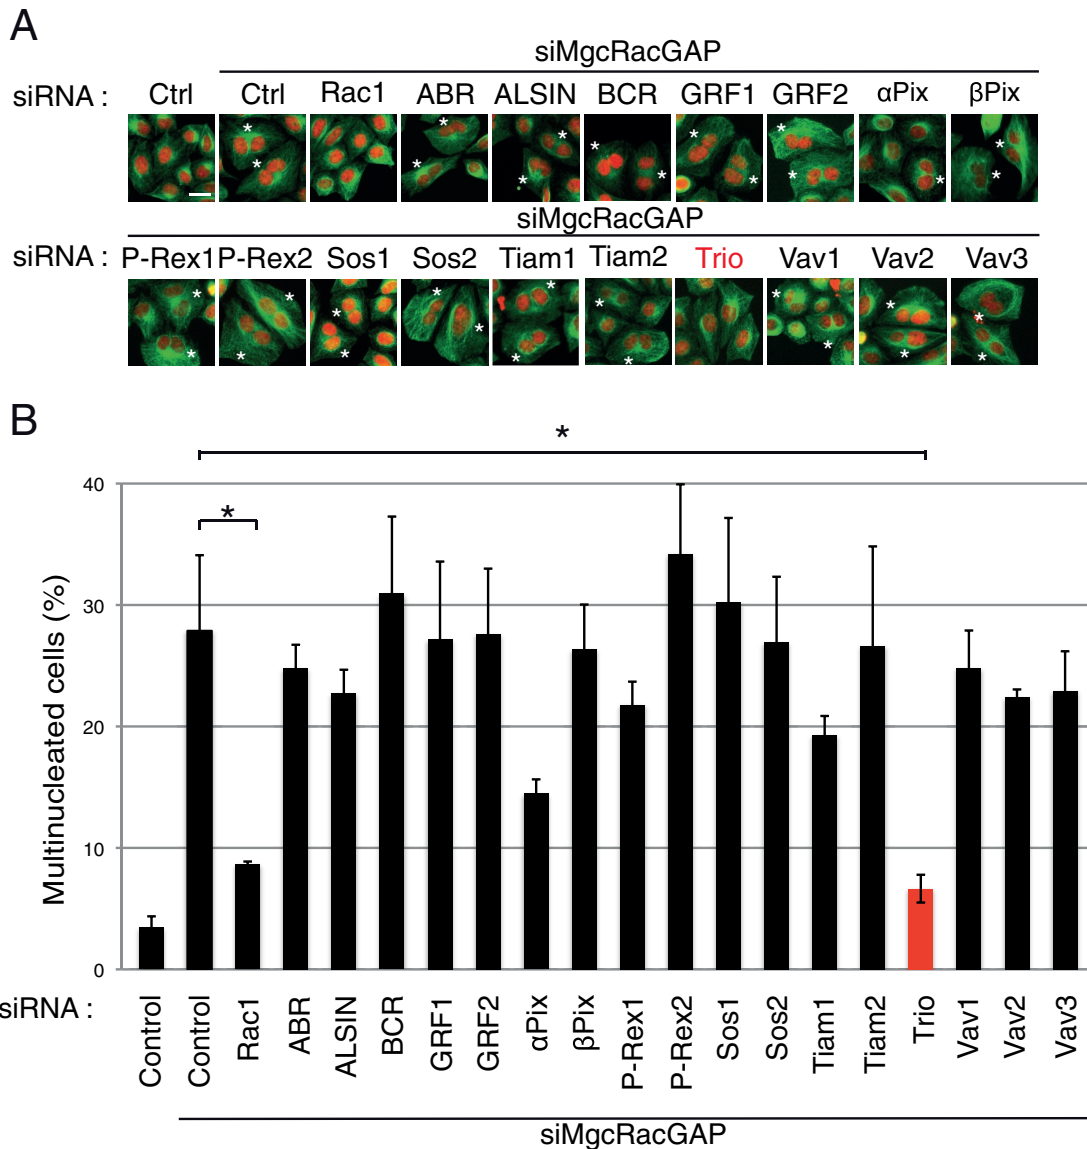 A
siMgcRacGAP
siRNA : Ctrl Ctrl Rac1 ABR ALSIN BCR GRF1 GRF2 αPix βPix
* * * * * * * * * * * * * * * *
siMgcRacGAP
siRNA : P-Rex1 P-Rex2 Sos1 Sos2 Tiam1 Tiam2 Trio Vav1 Vav2 Vav3
* * * * * * * * * * * * * * * * * *
B
*
*
40
30
20
10
0
Multinucleated cells (%)
siRNA : Control Control Rac1 ABR ALSIN BCR GRF1 GRF2 αPix βPix P-Rex1 P-Rex2 Sos1 Sos2 Tiam1 Tiam2 Trio Vav1 Vav2 Vav3
siMgcRacGAP